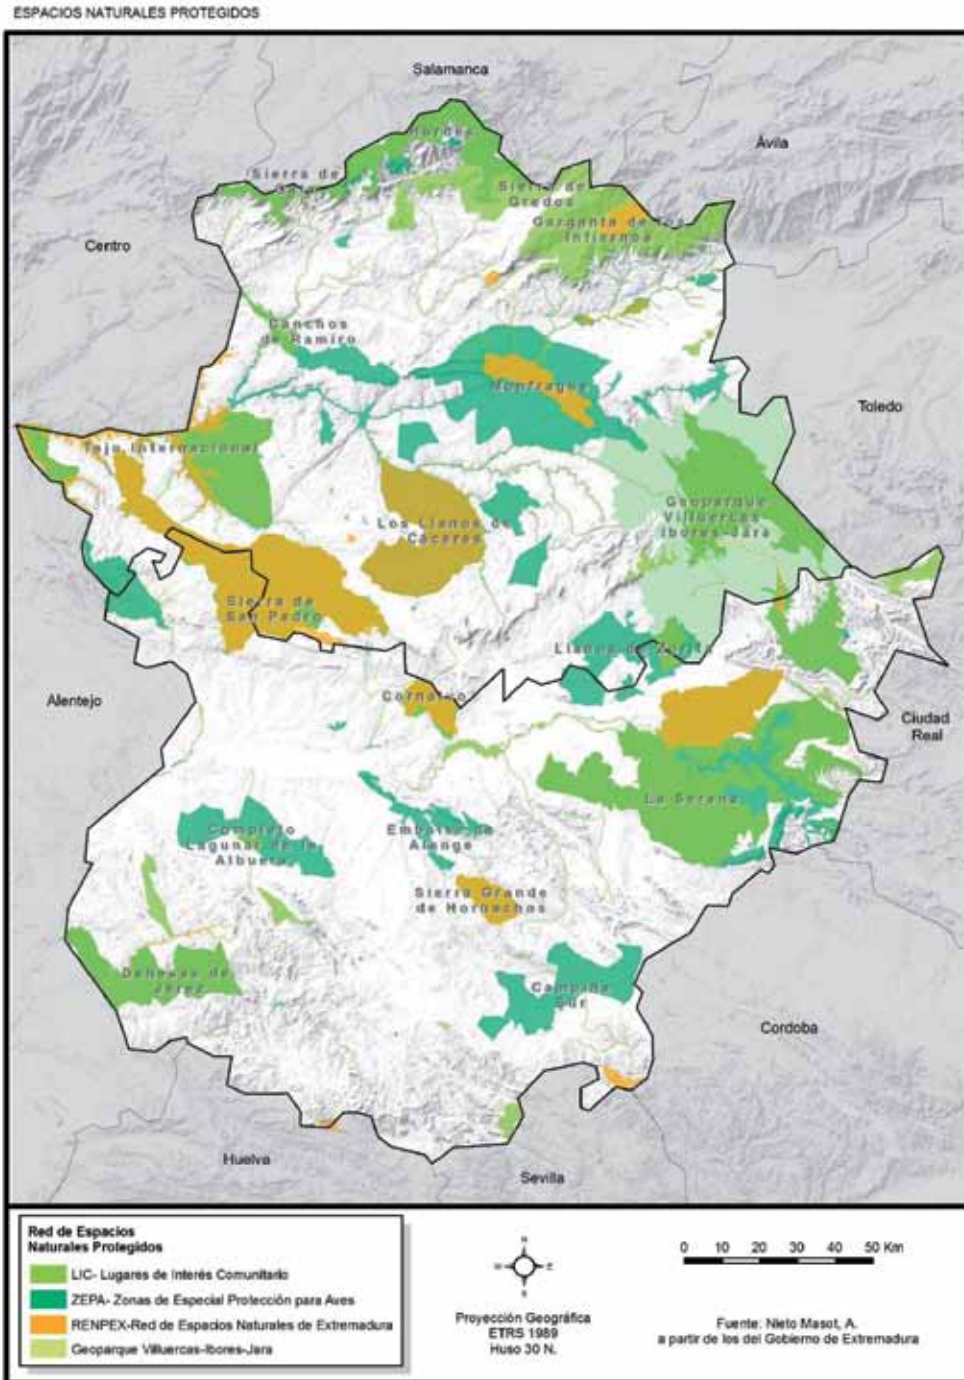 ESPACIOS NATURALES PROTEGIDOS
Salamanca
Ávila
Hurdes
Sierra de
Gata
Sierra de
Gredos
Garganta de los
Infiernos
Centro
Canchos
de Ramiro
Monfragüe
Toledo
Tajo Internacional
Geoparque
Villuercas
Ibores-Jara
Los Llanos de
Cáceres
Sierra de
San Pedro
Llanos de Zorita
Alentejo
Cornalvo
Ciudad
Real
La Serena
Complejo
Lagunar de la
Albuera
Embalse de
Alange
Sierra Grande
de Hornachos
Dehesas de
Jerez
Campiña
Sur
Cordoba
Huelva
Sevilla
Red de Espacios
Naturales Protegidos
LIC- Lugares de Interés Comunitario
ZEPA- Zonas de Especial Protección para Aves
RENPEX-Red de Espacios Naturales de Extremadura
Geoparque Villuercas-Ibores-Jara
N
W
E
S
Proyección Geográfica
ETRS 1989
Huso 30 N.
0 10 20 30 40 50 Km
Fuente: Nieto Masot, A.
a partir de los del Gobierno de Extremadura